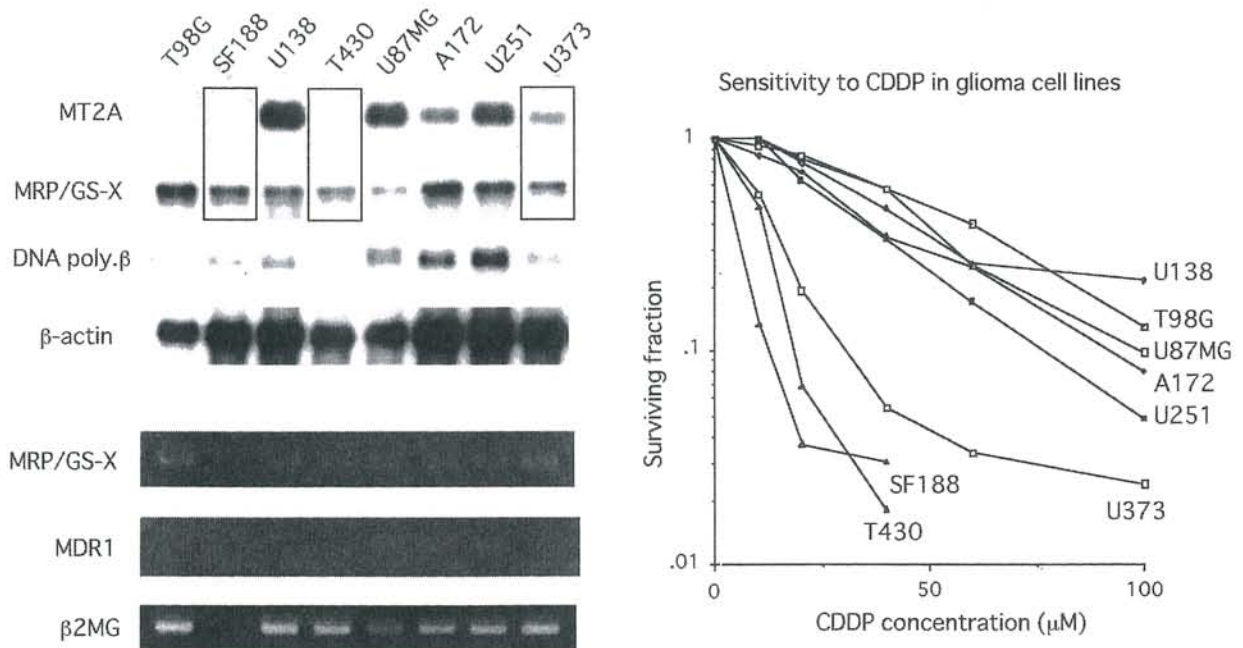 T98G
SF188
U138
T430
U87MG
A172
U251
U373
MT2A
MRP/GS-X
DNA poly.β
β-actin
MRP/GS-X
MDR1
β2MG
Sensitivity to CDDP in glioma cell lines
Surviving fraction
1
.1
.01
U138
T98G
U87MG
A172
U251
SF188
U373
T430
0
50
100
CDDP concentration (μM)